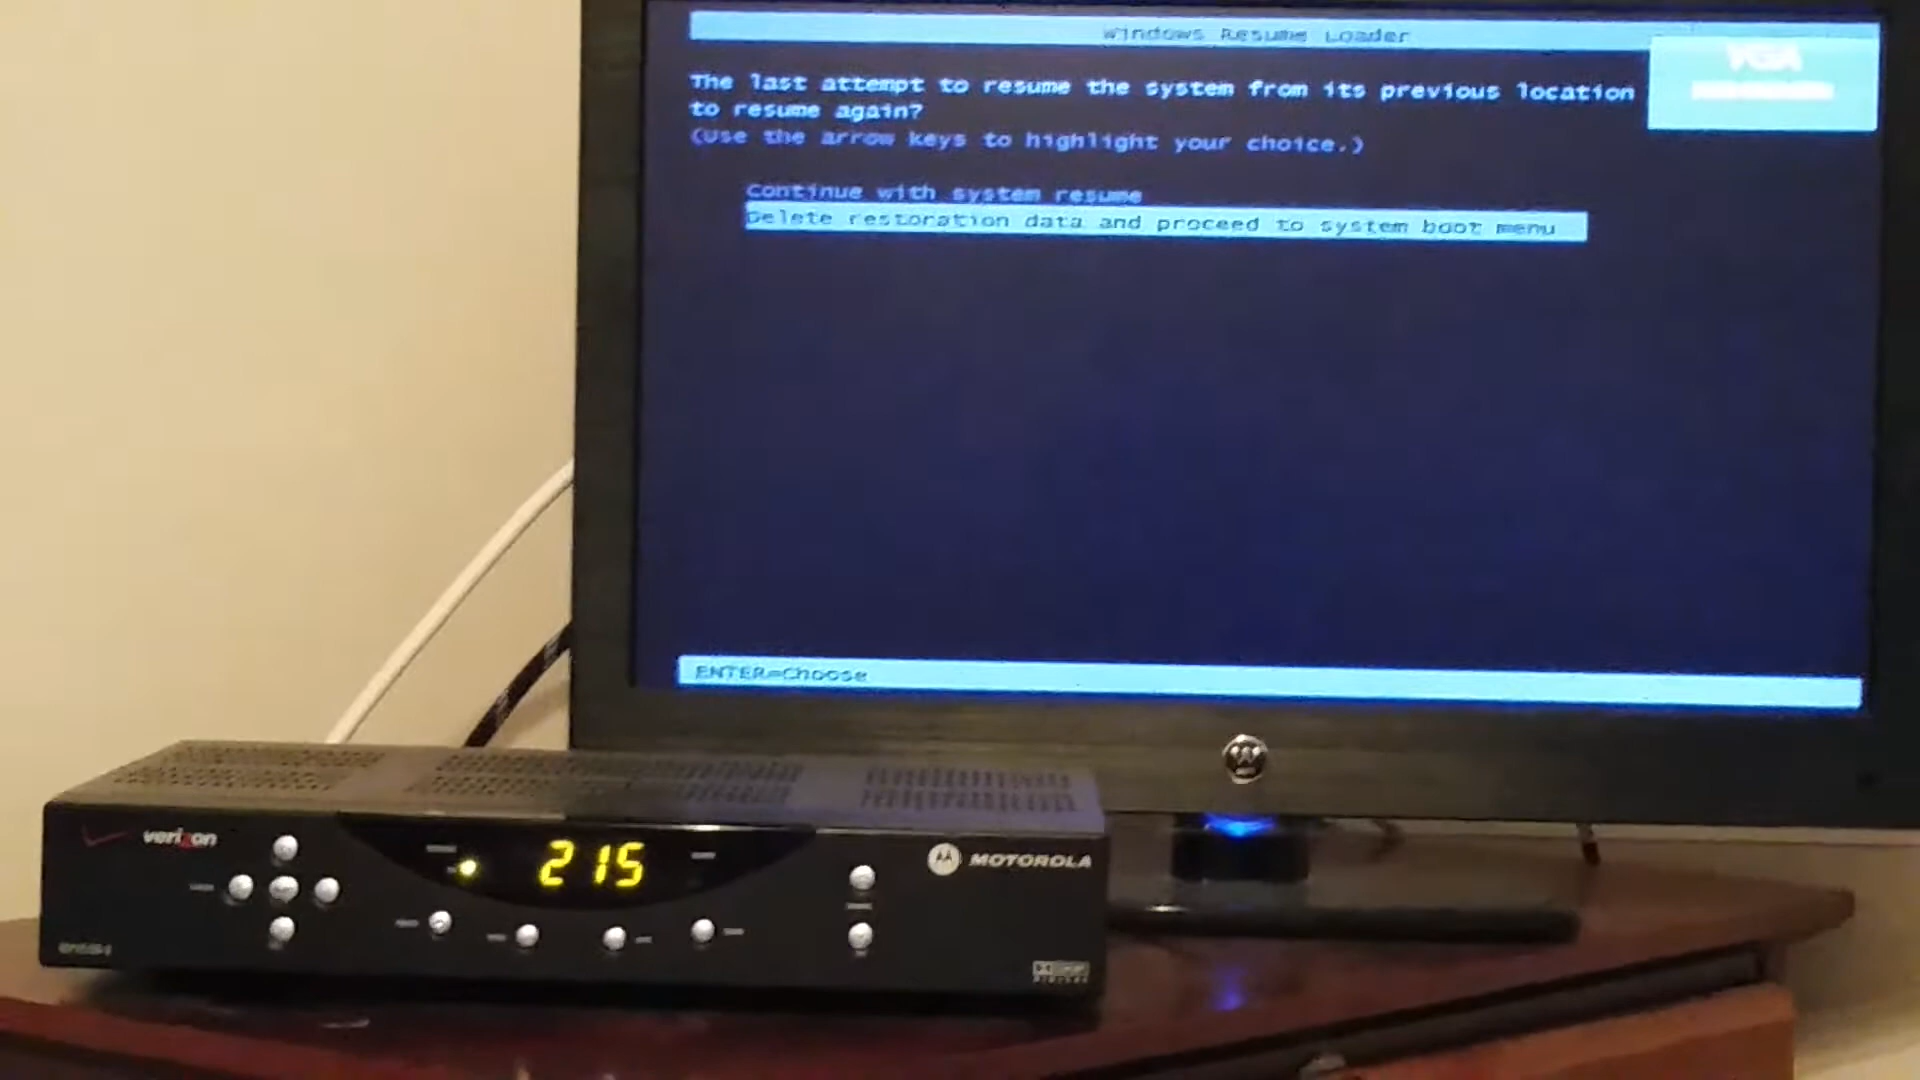 Windows Resume Loader
VGA
The last attempt to resume the system from its previous location
to resume again?
(Use the arrow keys to highlight your choice.)
Continue with system resume
Delete restoration data and proceed to system boot menu
ENTER=Choose
verizon
215
MOTOROLA
DIGITAL